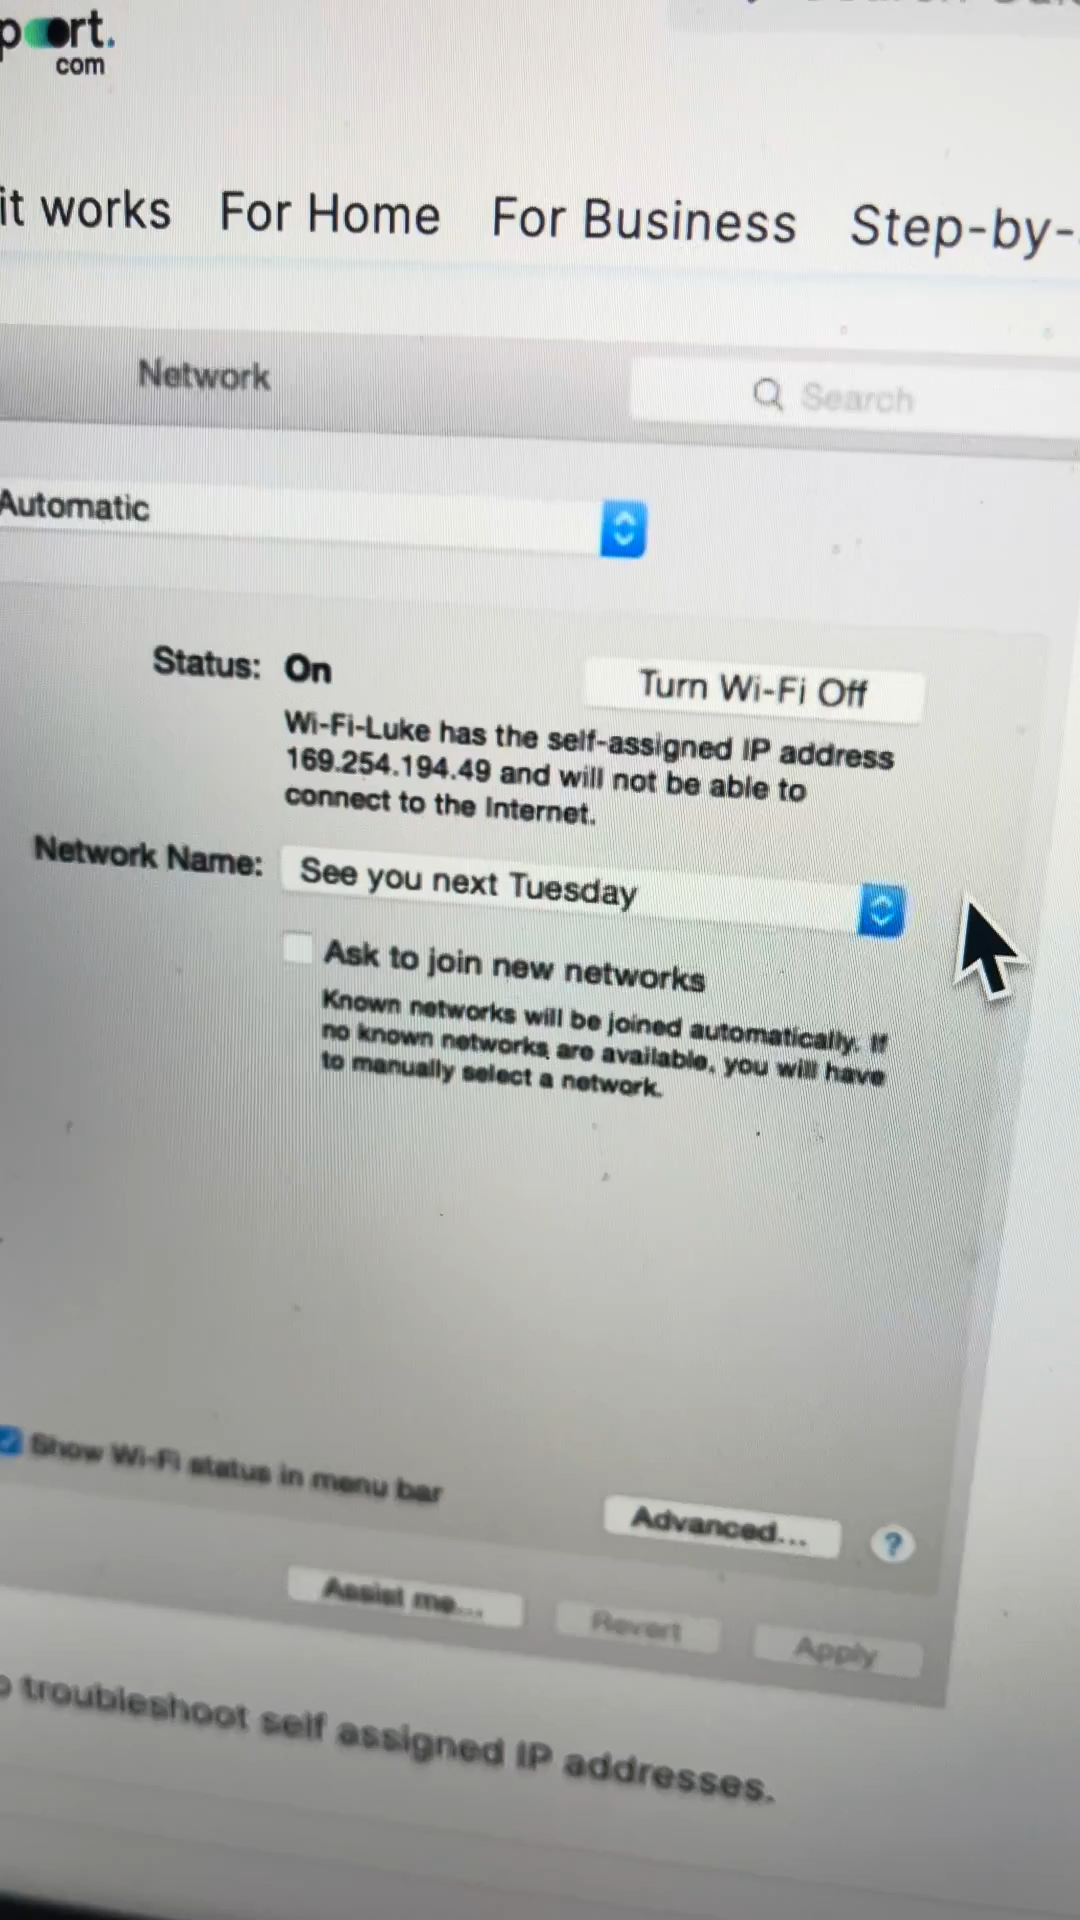 port.
com
it works For Home For Business Step-by-
Network
Search
Automatic
Status: On
Turn Wi-Fi Off
Wi-Fi-Luke has the self-assigned IP address
169.254.194.49 and will not be able to
connect to the Internet.
Network Name: See you next Tuesday
Ask to join new networks
Known networks will be joined automatically. If
no known networks are available, you will have
to manually select a network.
Show Wi-Fi status in menu bar
Advanced...
?
Assist me...
Revert
Apply
troubleshoot self assigned IP addresses.